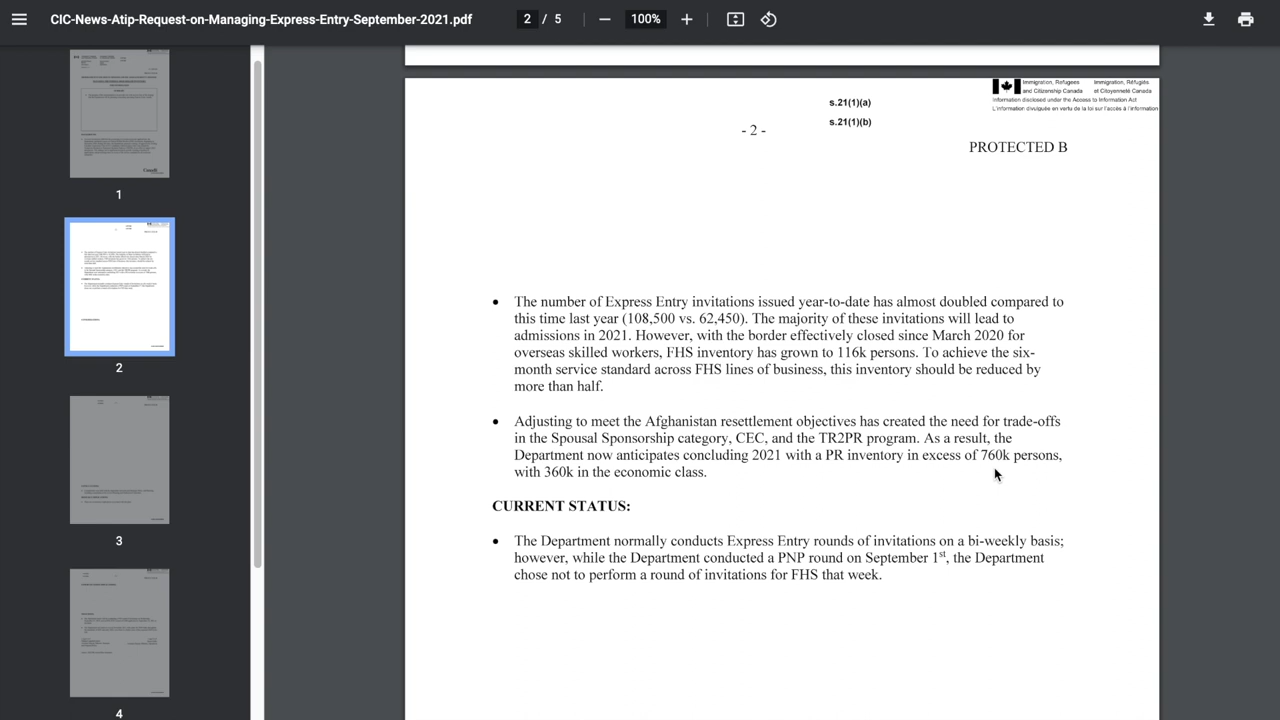 CIC-News-Atip-Request-on-Managing-Express-Entry-September-2021.pdf
2 / 5
100%
1
2
3
4
s.21(1)(a)
s.21(1)(b)
Immigration, Refugees and Citizenship Canada
Immigration, Réfugiés et Citoyenneté Canada
Information disclosed under the Access to Information Act
L'information divulguée en vertu de la loi sur l'accès à l'information
- 2 -
PROTECTED B
• The number of Express Entry invitations issued year-to-date has almost doubled compared to
this time last year (108,500 vs. 62,450). The majority of these invitations will lead to
admissions in 2021. However, with the border effectively closed since March 2020 for
overseas skilled workers, FHS inventory has grown to 116k persons. To achieve the six-
month service standard across FHS lines of business, this inventory should be reduced by
more than half.
• Adjusting to meet the Afghanistan resettlement objectives has created the need for trade-offs
in the Spousal Sponsorship category, CEC, and the TR2PR program. As a result, the
Department now anticipates concluding 2021 with a PR inventory in excess of 760k persons,
with 360k in the economic class.
CURRENT STATUS:
• The Department normally conducts Express Entry rounds of invitations on a bi-weekly basis;
however, while the Department conducted a PNP round on September 1st, the Department
chose not to perform a round of invitations for FHS that week.